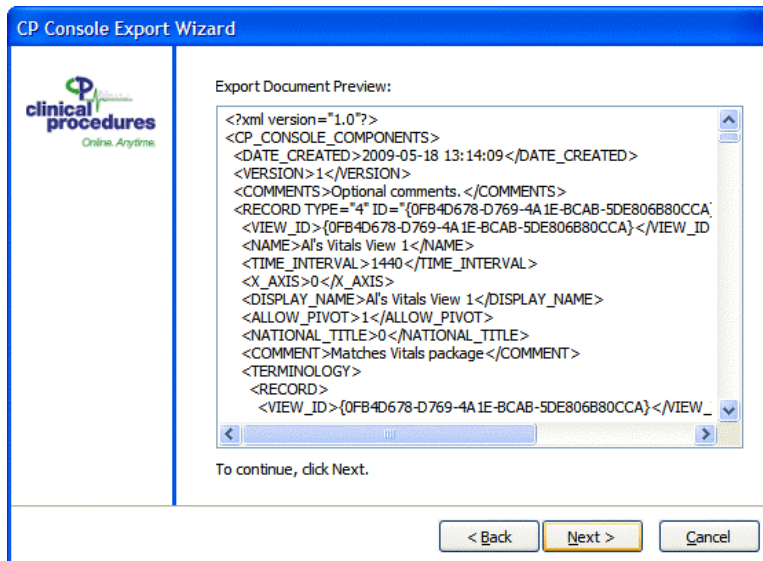 CP Console Export Wizard
CP
clinical
procedures
Online. Anytime.
Export Document Preview:
<?xml version="1.0"?>
<CP_CONSOLE_COMPONENTS>
<DATE_CREATED>2009-05-18 13:14:09</DATE_CREATED>
<VERSION>1</VERSION>
<COMMENTS>Optional comments.</COMMENTS>
<RECORD TYPE="4" ID="{0FB4D678-D769-4A1E-BCAB-5DE806B80CCA}
<VIEW_ID>{0FB4D678-D769-4A1E-BCAB-5DE806B80CCA}</VIEW_ID
<NAME>Al's Vitals View 1</NAME>
<TIME_INTERVAL>1440</TIME_INTERVAL>
<X_AXIS>0</X_AXIS>
<DISPLAY_NAME>Al's Vitals View 1</DISPLAY_NAME>
<ALLOW_PIVOT>1</ALLOW_PIVOT>
<NATIONAL_TITLE>0</NATIONAL_TITLE>
<COMMENT>Matches Vitals package</COMMENT>
<TERMINOLOGY>
<RECORD>
<VIEW_ID>{0FB4D678-D769-4A1E-BCAB-5DE806B80CCA}</VIEW_
To continue, click Next.
< Back
Next >
Cancel